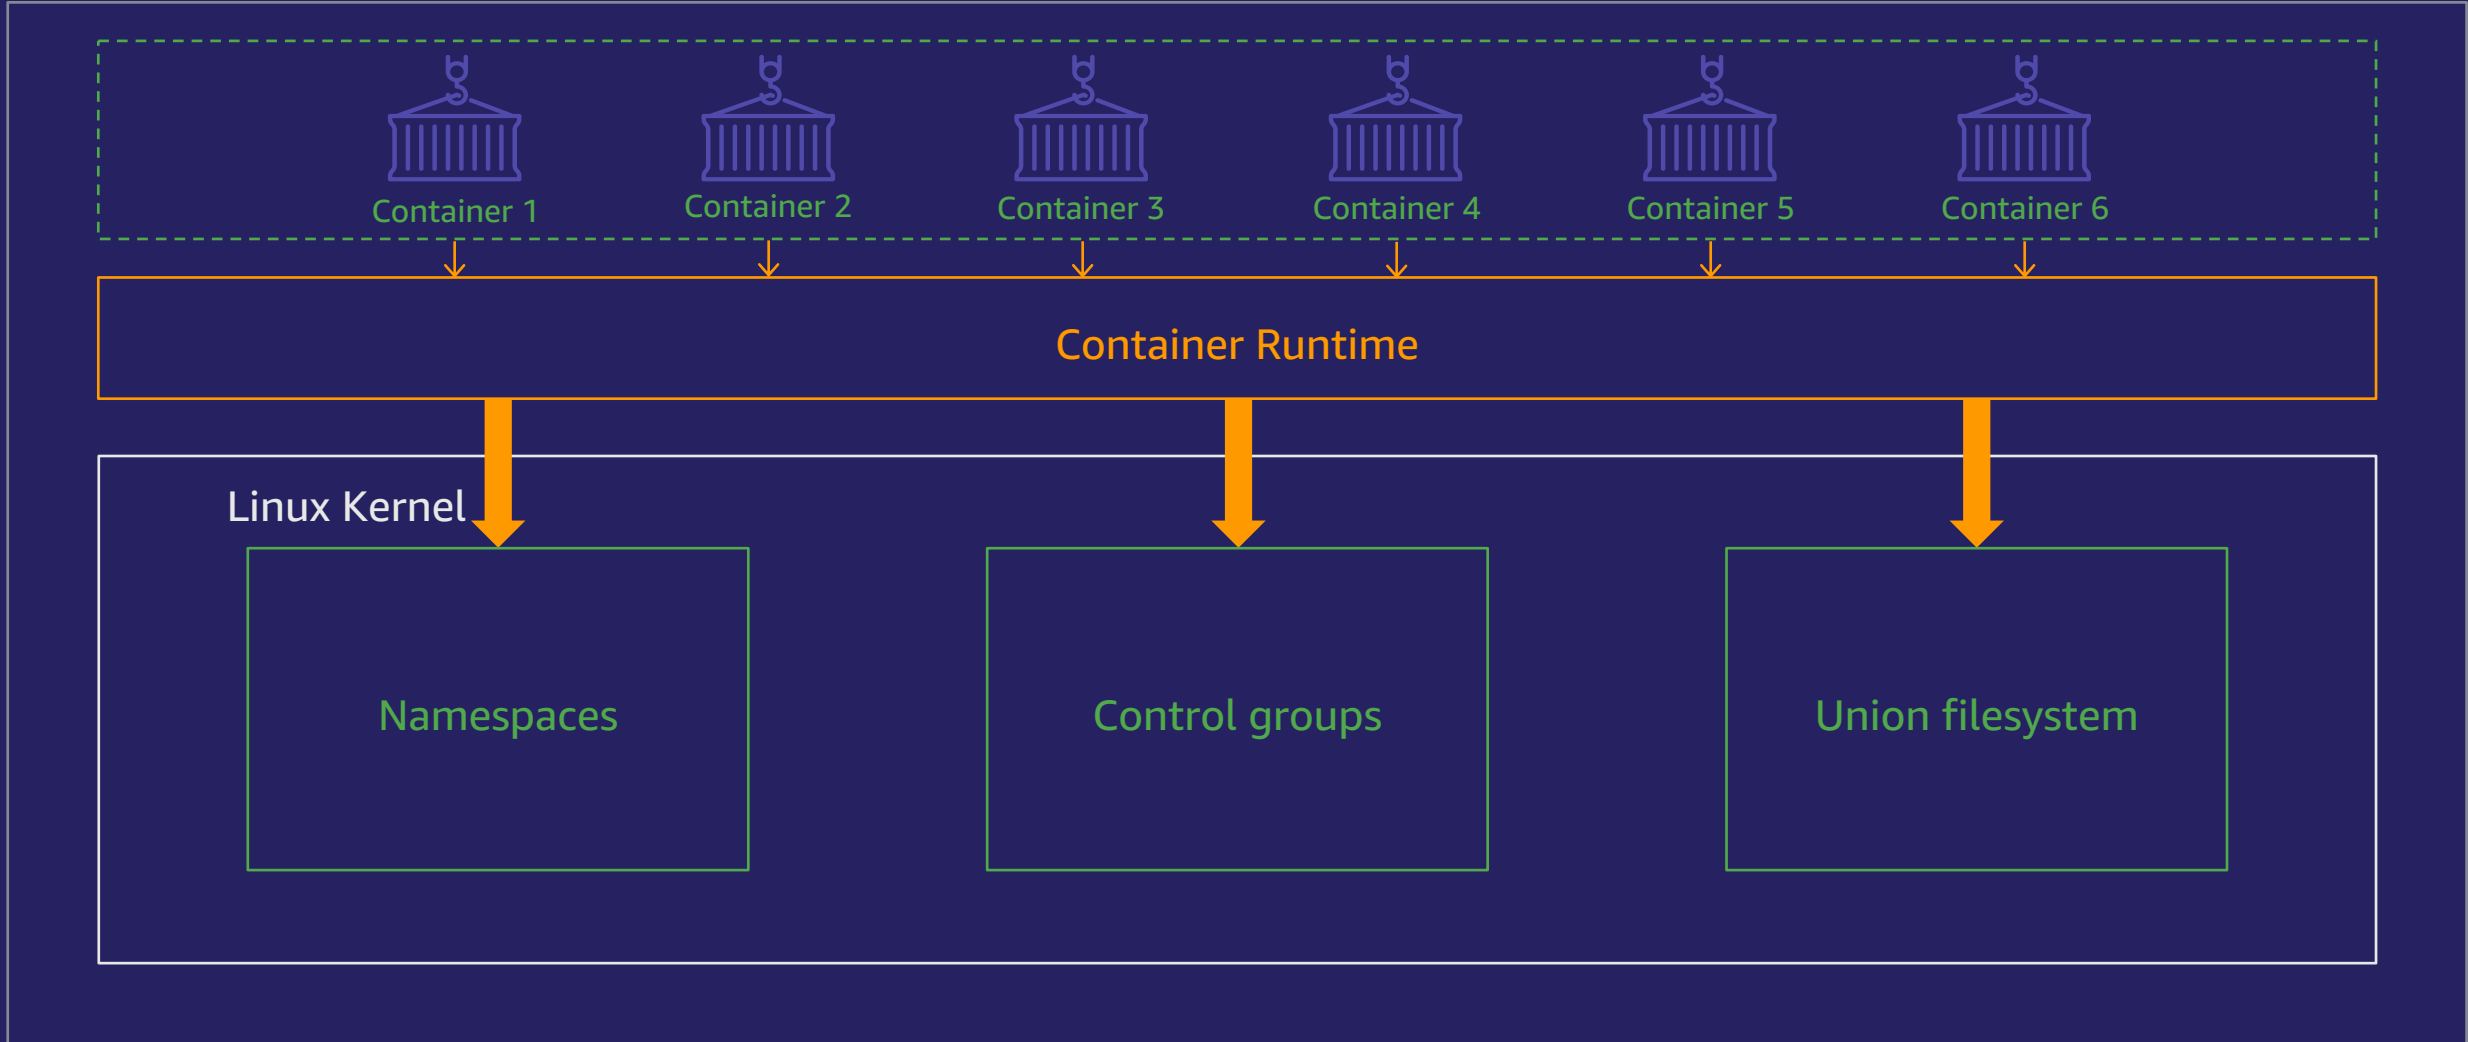 Container 1
Container 2
Container 3
Container 4
Container 5
Container 6
Container Runtime
Linux Kernel
Namespaces
Control groups
Union filesystem